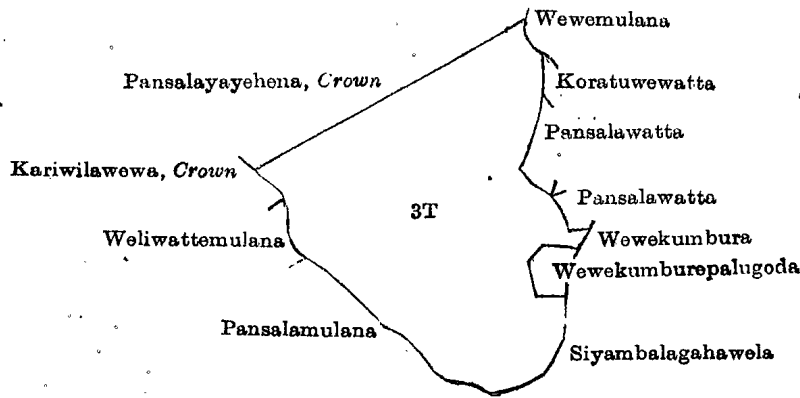 Wewemulana
Pansalayayehena, Crown
Koratuwewatta
Pansalawatta
Kariwilawewa, Crown
Pansalawatta
3T
Weliwattemulana
Wewekumbura
Wewekumburepalugoda
Pansalamulana
Siyambalagahawela